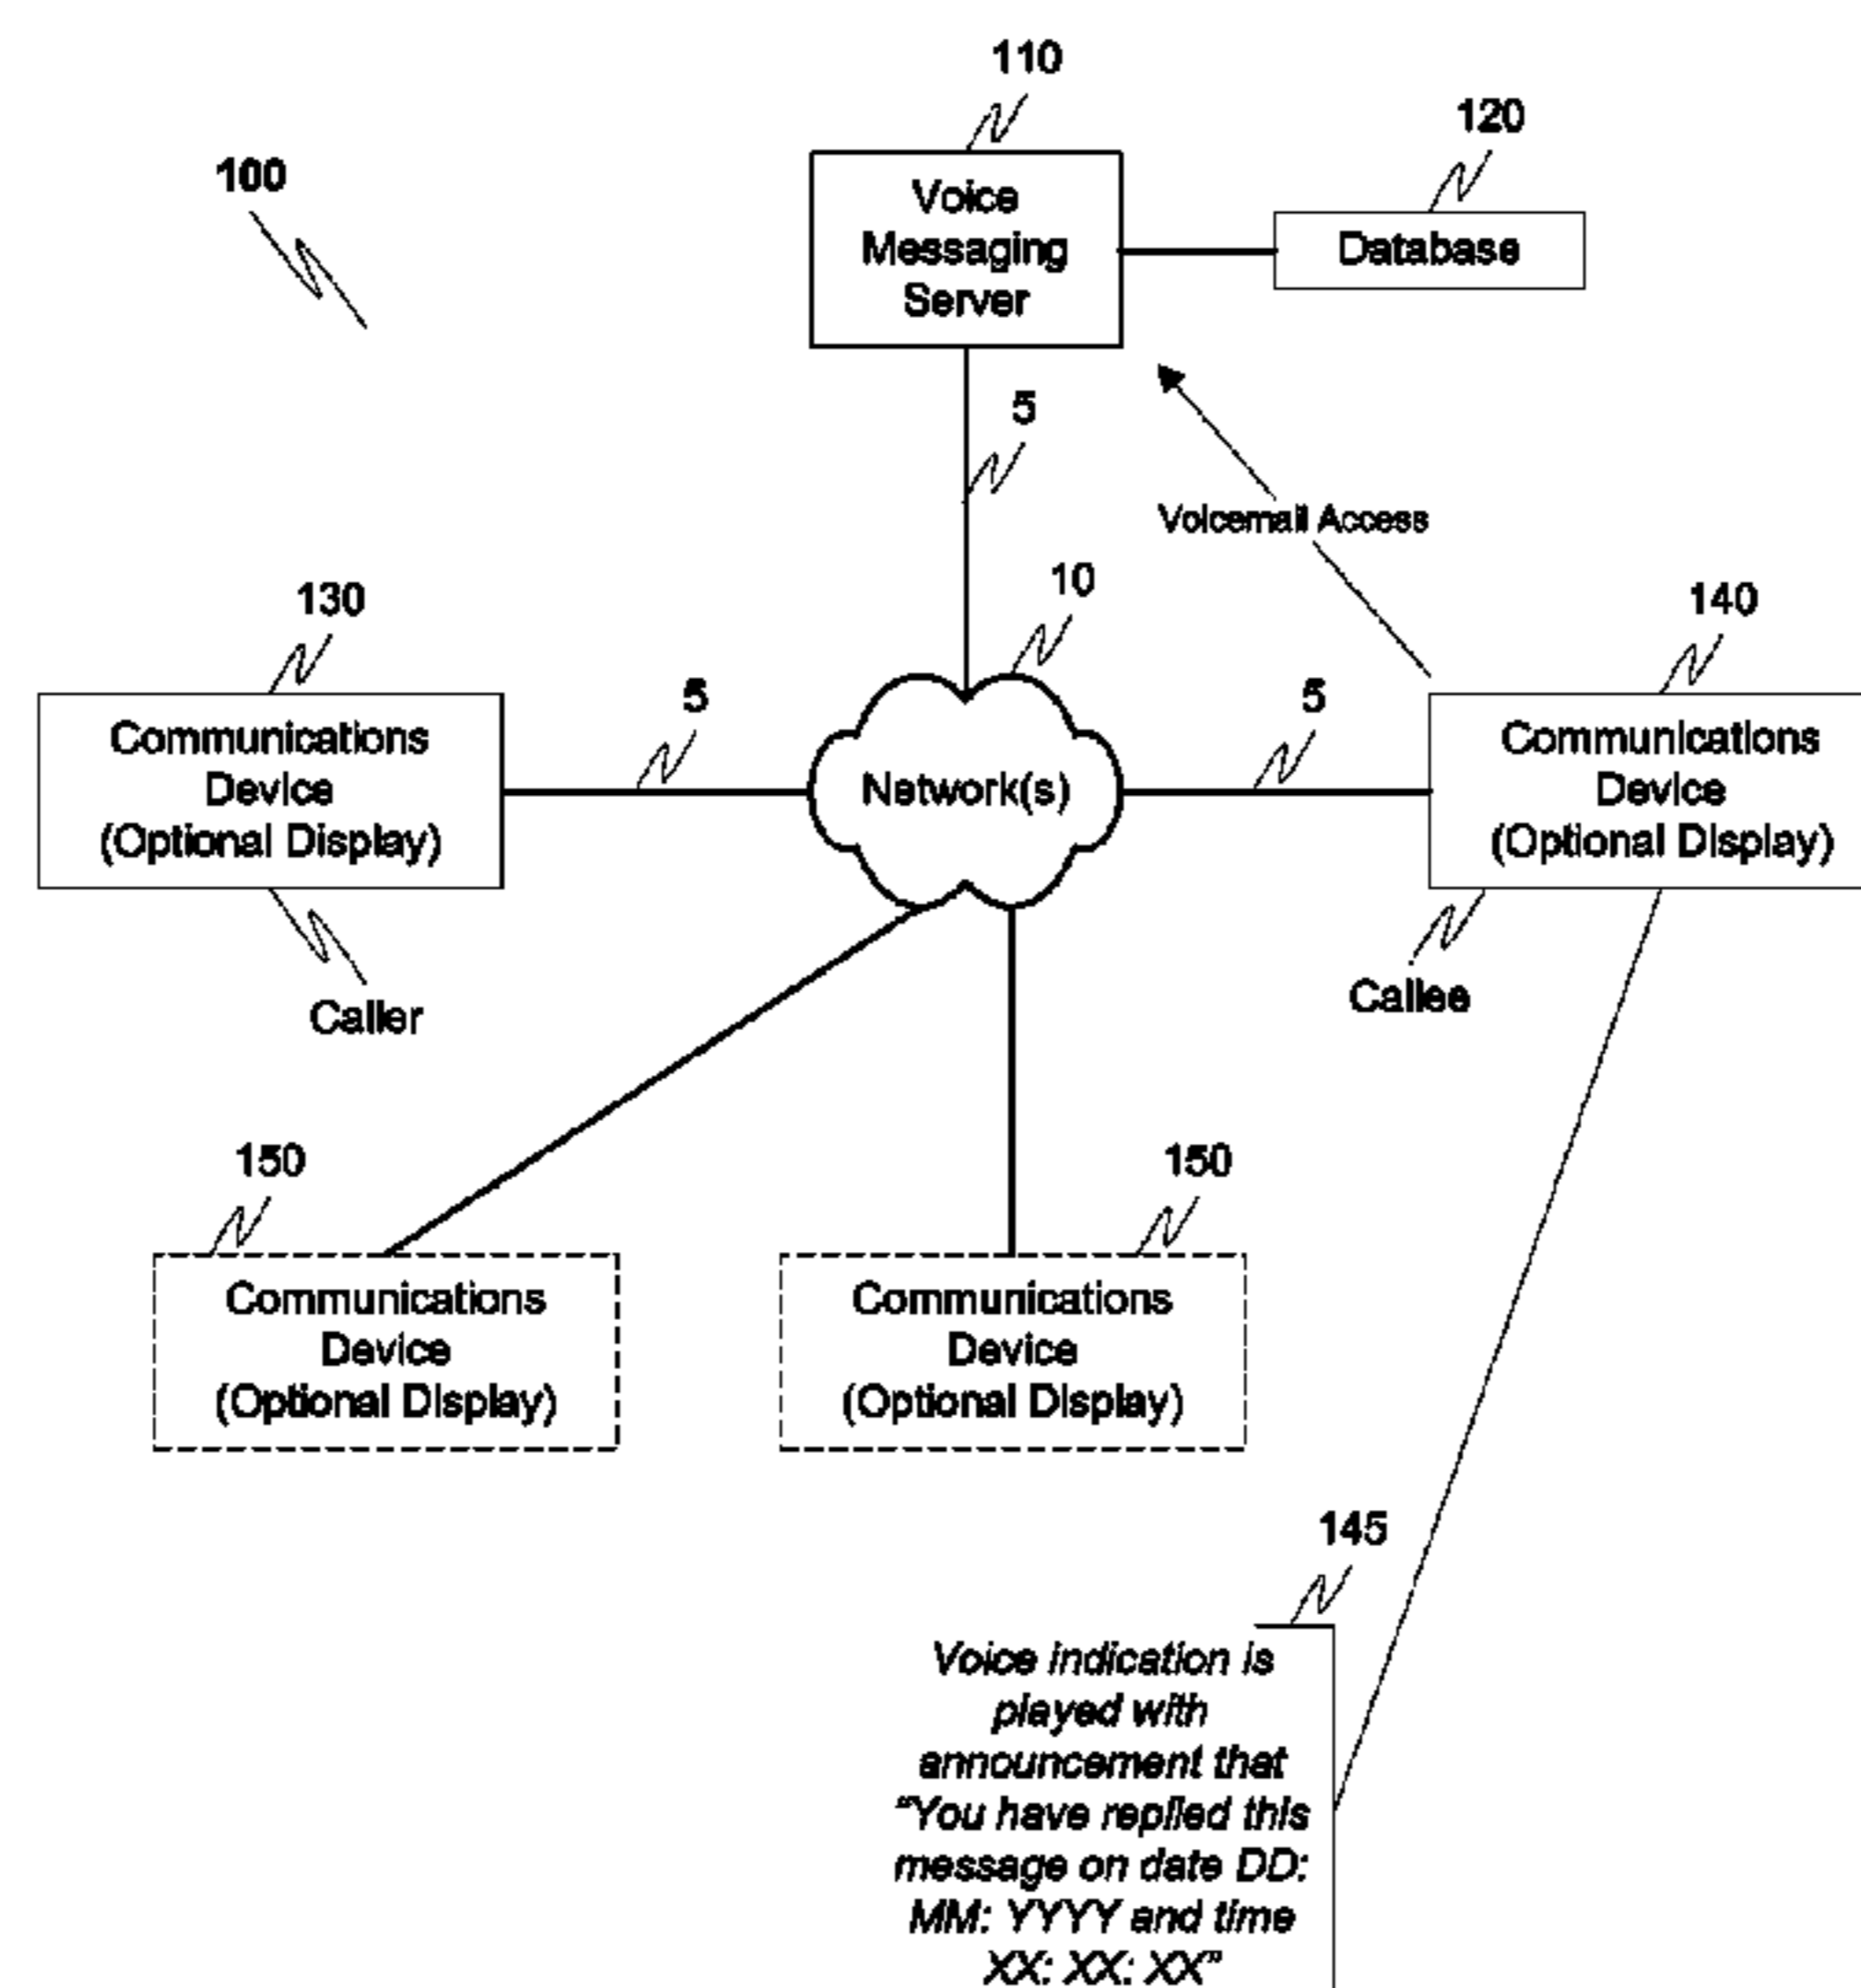 110
120
100
Voice
Messaging
Server
Database
5
Voicemail Access
10
130
140
5
5
Communications
Device
(Optional Display)
Network(s)
Communications
Device
(Optional Display)
Caller
Callee
150
150
Communications
Device
(Optional Display)
Communications
Device
(Optional Display)
145
Voice indication is
played with
announcement that
“You have replied this
message on date DD:
MM: YYYY and time
XX: XX: XX”